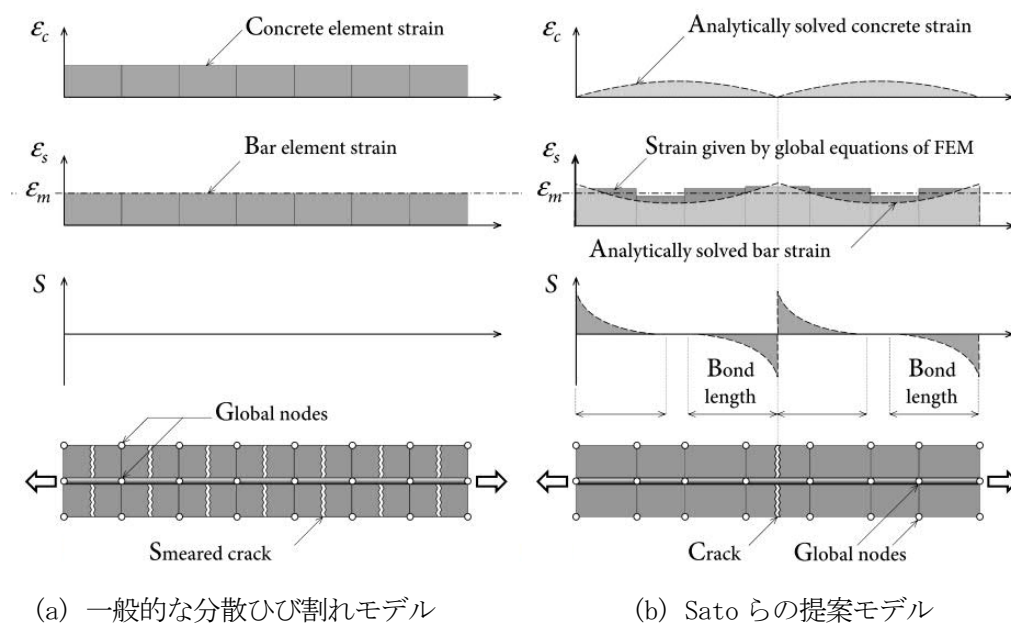 εc
Concrete element strain
εs
Bar element strain
εm
S
Global nodes
Smeared crack
(a) 一般的な分散ひび割れモデル
εc
Analytically solved concrete strain
εs
Strain given by global equations of FEM
εm
Analytically solved bar strain
S
Bond
length
Bond
length
Crack
Global nodes
(b) Sato らの提案モデル